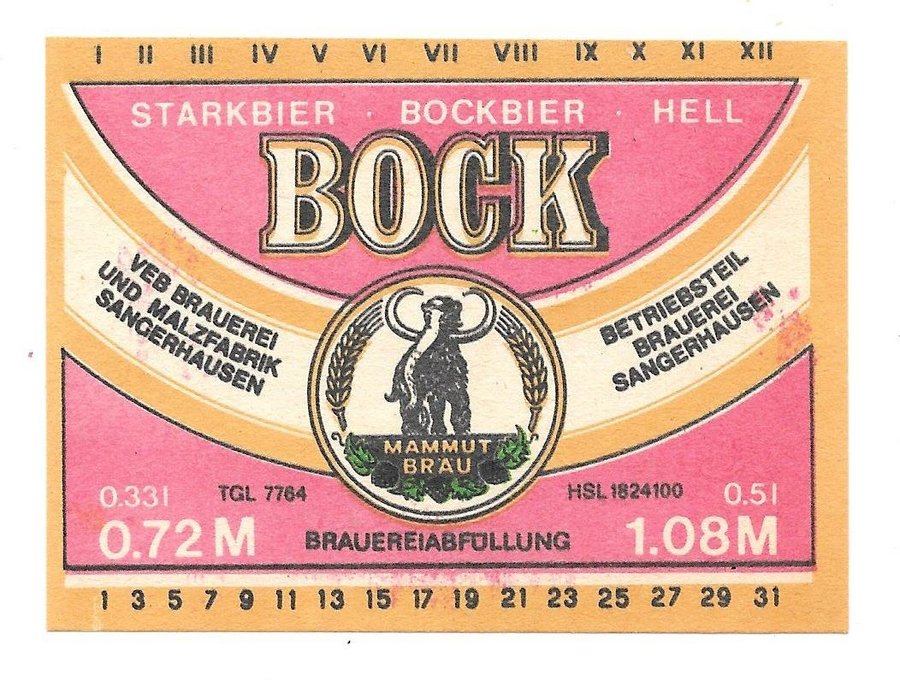 I II III IV V VI VII VIII IX X XI XII
STARKBIER · BOCKBIER · HELL
BOCK
VEB BRAUEREI
UND MALZFABRIK
SANGERHAUSEN
BETRIEBSTEIL
BRAUEREI
SANGERHAUSEN
MAMMUT
BRÄU
0.33l TGL 7764 HSL 1824100 0.5l
0.72 M BRAUEREIABFÜLLUNG 1.08 M
1 3 5 7 9 11 13 15 17 19 21 23 25 27 29 31